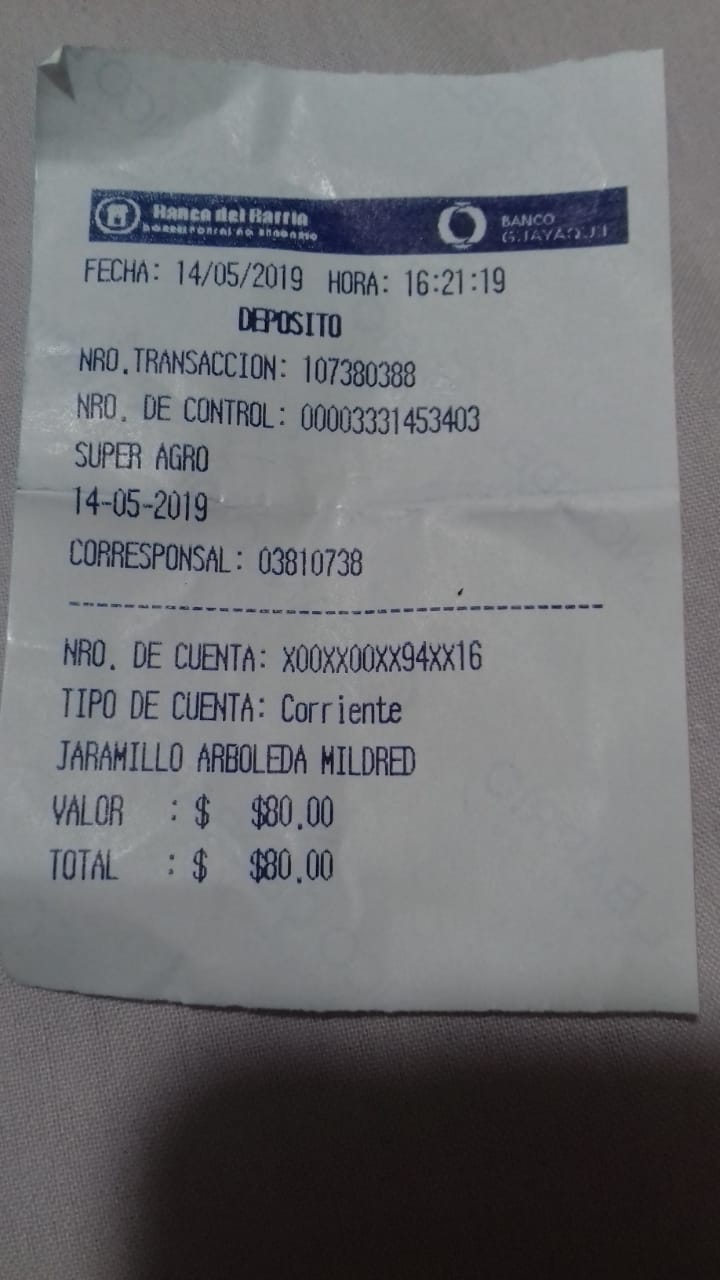 Banco del Barrio
BANCO
GUAYAQUIL
FECHA: 14/05/2019 HORA: 16:21:19
DEPOSITO
NRO.TRANSACCION: 107380388
NRO. DE CONTROL: 00003331453403
SUPER AGRO
14-05-2019
CORRESPONSAL: 03810738
NRO. DE CUENTA: X00XX00XX94XX16
TIPO DE CUENTA: Corriente
JARAMILLO ARBOLEDA MILDRED
VALOR : $ $80.00
TOTAL : $ $80.00